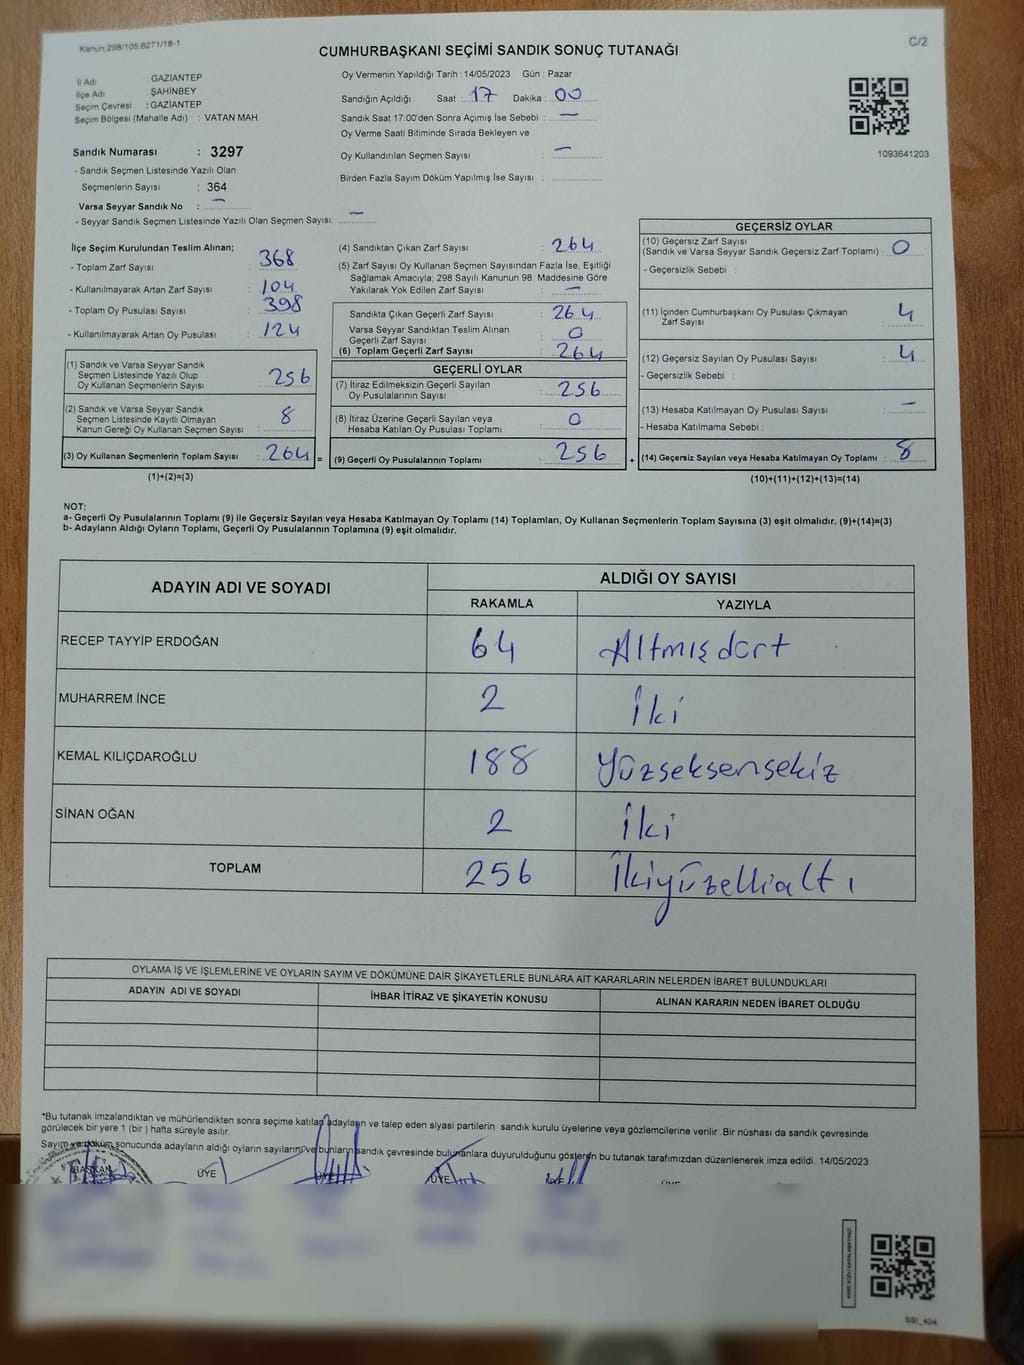 Kanun,298/105,6271/18-1
C/2
CUMHURBAŞKANI SEÇİMİ SANDIK SONUÇ TUTANAĞI
İl Adı : GAZİANTEP
İlçe Adı : ŞAHİNBEY
Seçim Çevresi : GAZİANTEP
Seçim Bölgesi (Mahalle Adı) : VATAN MAH.
Sandık Numarası : 3297
- Sandık Seçmen Listesinde Yazılı Olan
Seçmenlerin Sayısı : 364
Varsa Seyyar Sandık No : —
- Seyyar Sandık Seçmen Listesinde Yazılı Olan Seçmen Sayısı: —
Oy Vermenin Yapıldığı Tarih : 14/05/2023 Gün : Pazar
Sandığın Açıldığı Saat : 17 Dakika : 00
Sandık Saat 17:00'den Sonra Açımış İse Sebebi : —
Oy Verme Saati Bitiminde Sırada Bekleyen ve
Oy Kullandırılan Seçmen Sayısı : —
Birden Fazla Sayım Döküm Yapılmış İse Sayısı :
1093641203
İlçe Seçim Kurulundan Teslim Alınan;
- Toplam Zarf Sayısı : 368
- Kullanılmayarak Artan Zarf Sayısı : 104
- Toplam Oy Pusulası Sayısı : 398
- Kullanılmayarak Artan Oy Pusulası : 124
(1) Sandık ve Varsa Seyyar Sandık
Seçmen Listesinde Yazılı Olup
Oy Kullanan Seçmenlerin Sayısı : 256
(2) Sandık ve Varsa Seyyar Sandık
Seçmen Listesinde Kayıtlı Olmayan
Kanun Gereği Oy Kullanan Seçmen Sayısı : 8
(3) Oy Kullanan Seçmenlerin Toplam Sayısı : 264
(1)+(2)=(3)
=
(4) Sandıktan Çıkan Zarf Sayısı : 264
(5) Zarf Sayısı Oy Kullanan Seçmen Sayısından Fazla İse, Eşitliği
Sağlamak Amacıyla; 298 Sayılı Kanunun 98. Maddesine Göre
Yakılarak Yok Edilen Zarf Sayısı : —
Sandıkta Çıkan Geçerli Zarf Sayısı : 264
Varsa Seyyar Sandıktan Teslim Alınan
Geçerli Zarf Sayısı : 0
(6) Toplam Geçerli Zarf Sayısı : 264
GEÇERLİ OYLAR
(7) İtiraz Edilmeksizin Geçerli Sayılan
Oy Pusulalarının Sayısı : 256
(8) İtiraz Üzerine Geçerli Sayılan veya
Hesaba Katılan Oy Pusulası Toplamı : 0
(9) Geçerli Oy Pusulalarının Toplamı : 256
+
GEÇERSİZ OYLAR
(10) Geçersiz Zarf Sayısı
(Sandık ve Varsa Seyyar Sandık Geçersiz Zarf Toplamı) : 0
- Geçersizlik Sebebi :
(11) İçinden Cumhurbaşkanı Oy Pusulası Çıkmayan
Zarf Sayısı : 4
(12) Geçersiz Sayılan Oy Pusulası Sayısı : 4
- Geçersizlik Sebebi :
(13) Hesaba Katılmayan Oy Pusulası Sayısı : —
- Hesaba Katılmama Sebebi :
(14) Geçersiz Sayılan veya Hesaba Katılmayan Oy Toplamı : 8
(10)+(11)+(12)+(13)=(14)
NOT:
a- Geçerli Oy Pusulalarının Toplamı (9) ile Geçersiz Sayılan veya Hesaba Katılmayan Oy Toplamı (14) Toplamları, Oy Kullanan Seçmenlerin Toplam Sayısına (3) eşit olmalıdır. (9)+(14)=(3)
b- Adayların Aldığı Oyların Toplamı, Geçerli Oy Pusulalarının Toplamına (9) eşit olmalıdır.
ADAYIN ADI VE SOYADI ALDIĞI OY SAYISI
RAKAMLA YAZIYLA
RECEP TAYYİP ERDOĞAN 64 Altmışdört
MUHARREM İNCE 2 İki
KEMAL KILIÇDAROĞLU 188 Yüzseksensekiz
SİNAN OĞAN 2 İki
TOPLAM 256 İkiyüzellialtı
OYLAMA İŞ VE İŞLEMLERİNE VE OYLARIN SAYIM VE DÖKÜMÜNE DAİR ŞİKAYETLERLE BUNLARA AİT KARARLARIN NELERDEN İBARET BULUNDUKLARI
ADAYIN ADI VE SOYADI İHBAR İTİRAZ VE ŞİKAYETİN KONUSU ALINAN KARARIN NEDEN İBARET OLDUĞU
*Bu tutanak imzalandıktan ve mühürlendikten sonra seçime katılan adayların ve talep eden siyasi partilerin sandık kurulu üyelerine veya gözlemcilerine verilir .Bir nüshası da sandık çevresinde
görülecek bir yere 1 (bir ) hafta süreyle asılır.
Sayım ve döküm sonucunda adayların aldığı oyların sayılarını ve bunların sandık çevresinde bulunanlara duyurulduğunu gösteren bu tutanak tarafımızdan düzenlenerek imza edildi. 14/05/2023
BAŞKAN ÜYE ÜYE